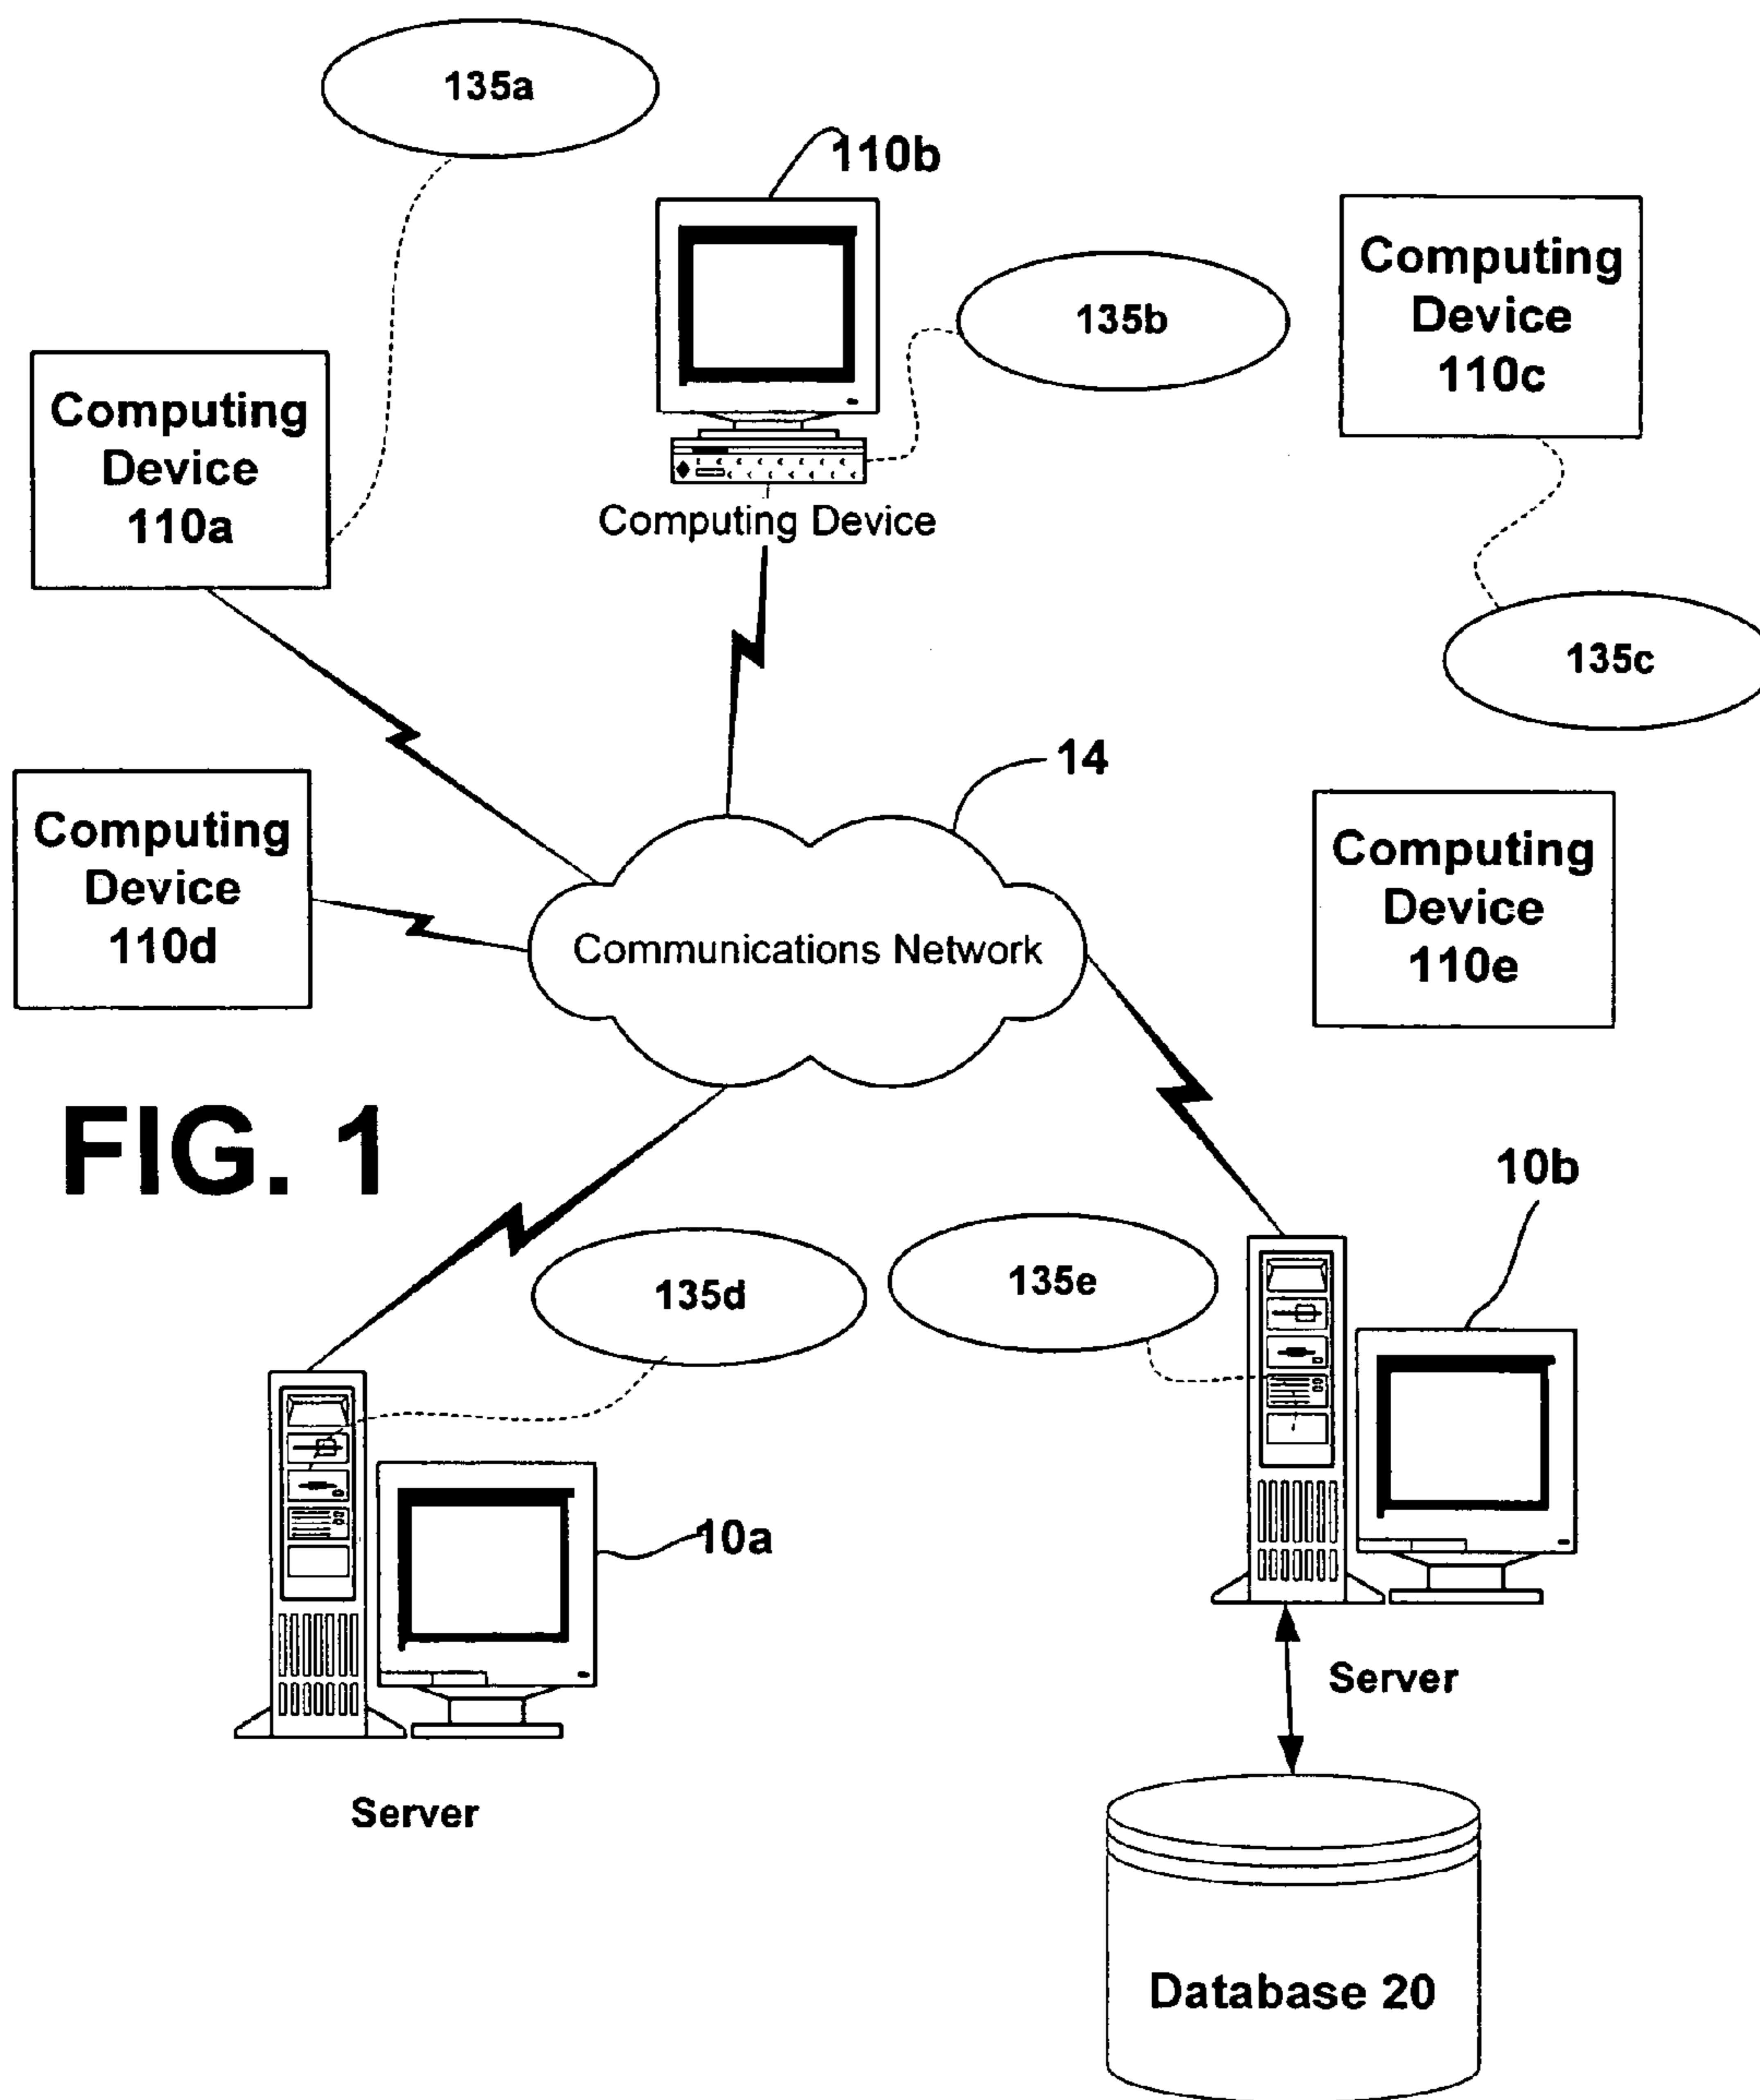 135a
110b
135b
Computing
Device
110c
Computing
Device
110a
Computing Device
135c
14
Computing
Device
110d
Communications Network
Computing
Device
110e
FIG. 1
10b
135d
135e
10a
Server
Server
Database 20